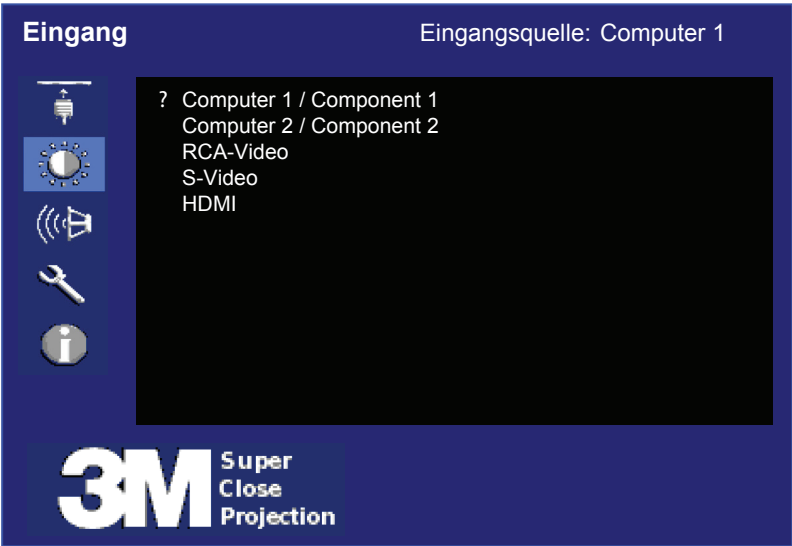 Eingang
Eingangsquelle: Computer 1
? Computer 1 / Component 1
Computer 2 / Component 2
RCA-Video
S-Video
HDMI
3M
Super
Close
Projection